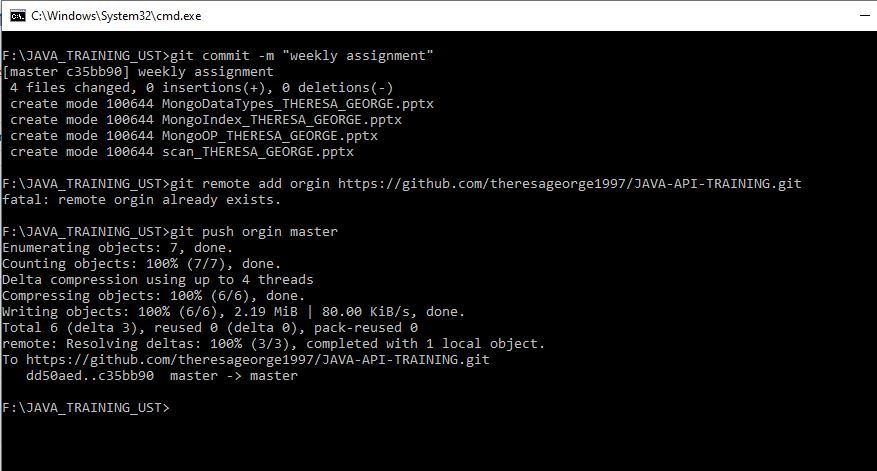 C:\Windows\System32\cmd.exe
F:\JAVA_TRAINING_UST>git commit -m "weekly assignment"
[master c35bb90] weekly assignment
 4 files changed, 0 insertions(+), 0 deletions(-)
 create mode 100644 MongoDataTypes_THERESA_GEORGE.pptx
 create mode 100644 MongoIndex_THERESA_GEORGE.pptx
 create mode 100644 MongoOP_THERESA_GEORGE.pptx
 create mode 100644 scan_THERESA_GEORGE.pptx
F:\JAVA_TRAINING_UST>git remote add orgin https://github.com/theresageorge1997/JAVA-API-TRAINING.git
fatal: remote orgin already exists.
F:\JAVA_TRAINING_UST>git push orgin master
Enumerating objects: 7, done.
Counting objects: 100% (7/7), done.
Delta compression using up to 4 threads
Compressing objects: 100% (6/6), done.
Writing objects: 100% (6/6), 2.19 MiB | 80.00 KiB/s, done.
Total 6 (delta 3), reused 0 (delta 0), pack-reused 0
remote: Resolving deltas: 100% (3/3), completed with 1 local object.
To https://github.com/theresageorge1997/JAVA-API-TRAINING.git
   dd50aed..c35bb90  master -> master
F:\JAVA_TRAINING_UST>